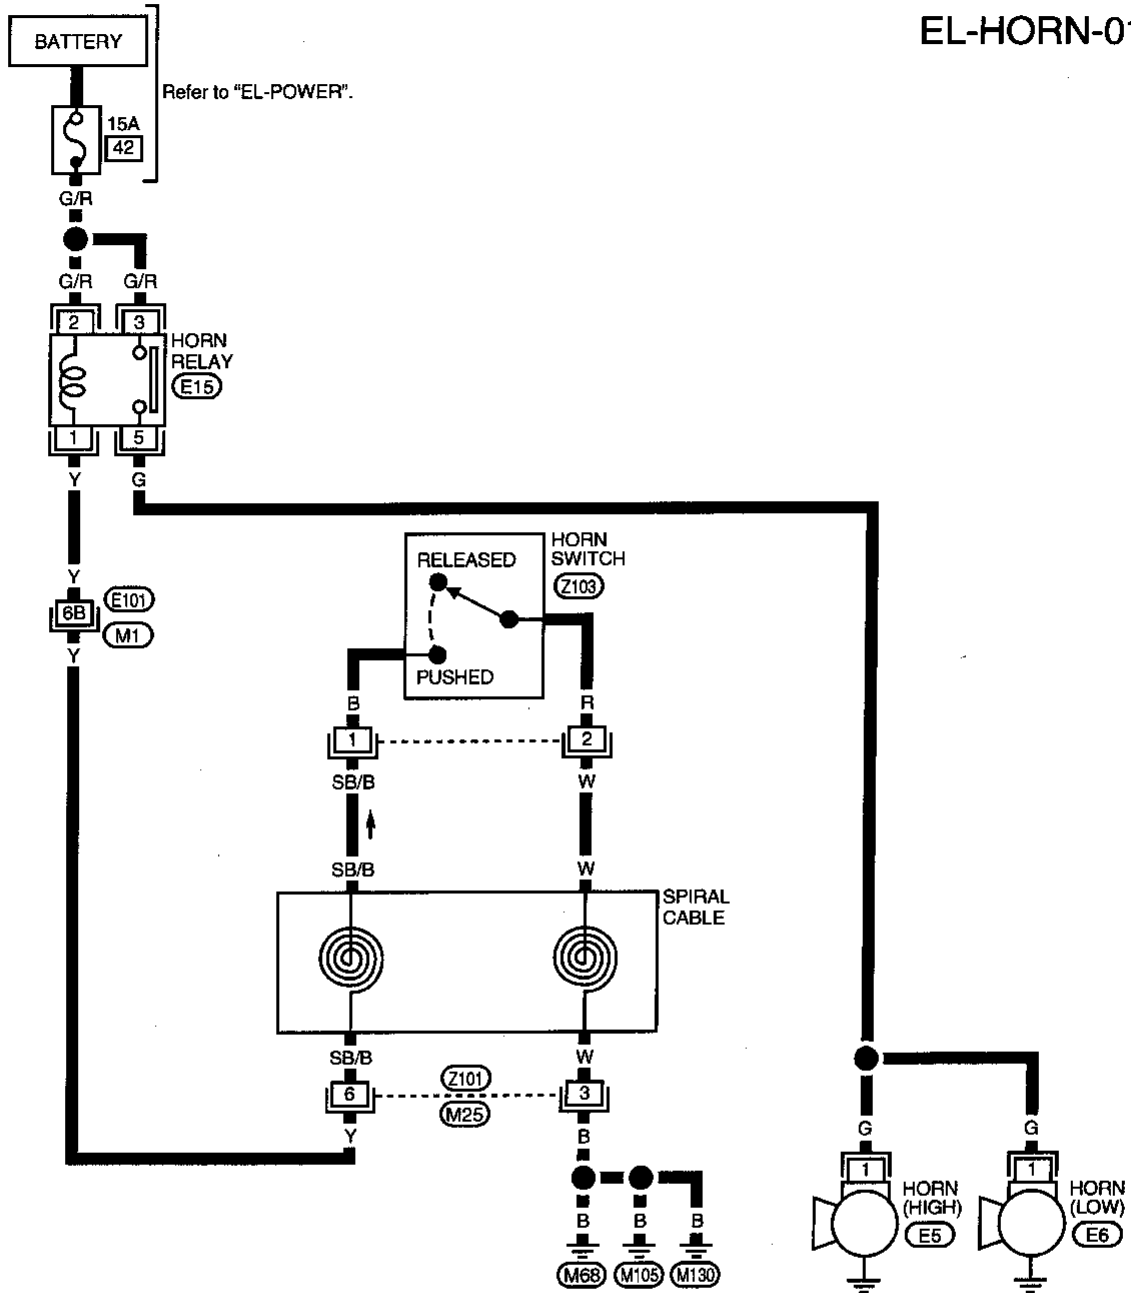 EL-HORN-01
BATTERY
Refer to "EL-POWER".
15A
42
G/R
G/R G/R
2 3
HORN
RELAY
E15
1 5
Y G
HORN
SWITCH
Z103
RELEASED
PUSHED
Y
6B
E101
M1
Y
B R
1 2
SB/B W
SB/B W
SPIRAL
CABLE
SB/B W
6 3
Z101
M25
Y B
G G
1 1
HORN
(HIGH)
E5
HORN
(LOW)
E6
B B B
M68 M105 M130